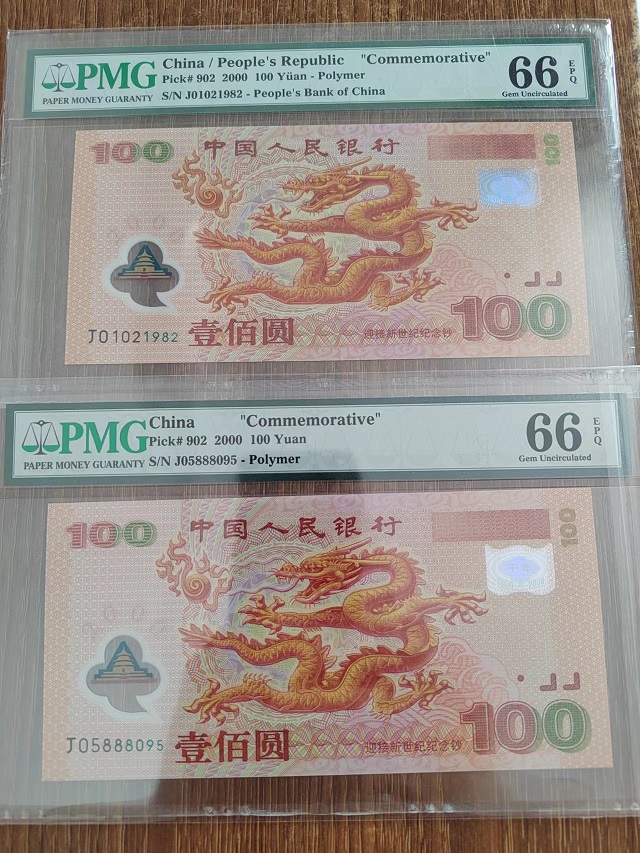 PMG
PAPER MONEY GUARANTY
China / People's Republic "Commemorative"
Pick# 902 2000 100 Yüan - Polymer
S/N J01021982 - People's Bank of China
66 EPQ
Gem Uncirculated
100 中国人民银行 100
J01021982 壹佰圆 迎接新世纪纪念钞 100
PMG
PAPER MONEY GUARANTY
China "Commemorative"
Pick# 902 2000 100 Yuan
S/N J05888095 - Polymer
66 EPQ
Gem Uncirculated
100 中国人民银行 100
J05888095 壹佰圆 迎接新世纪纪念钞 100